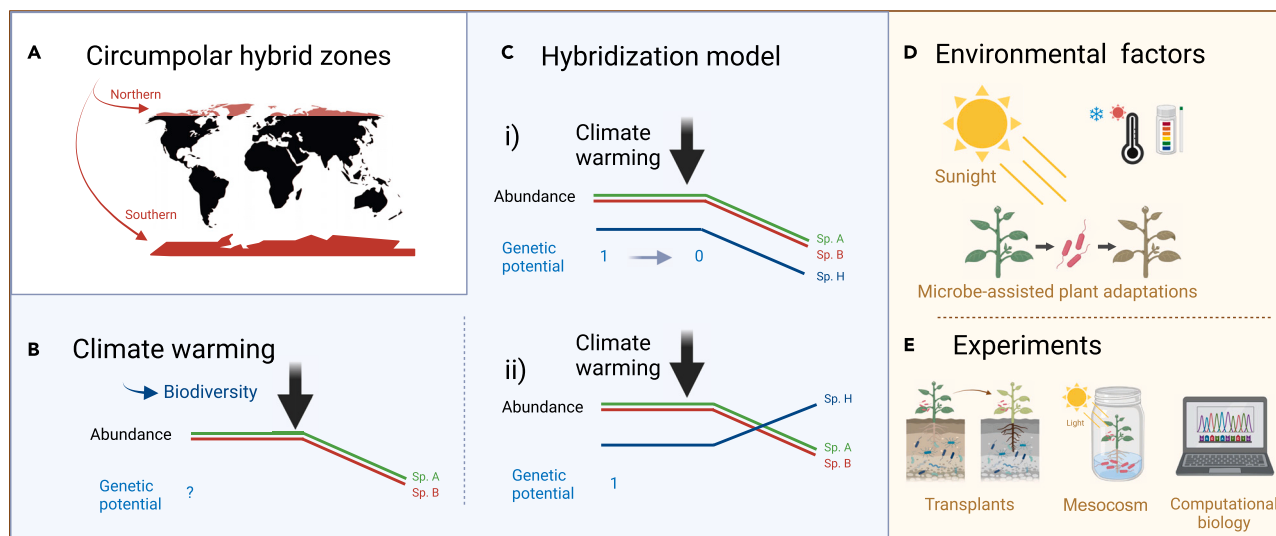 A Circumpolar hybrid zones
Northern
Southern
B Climate warming
Biodiversity
Abundance
Sp. A
Sp. B
Genetic
potential
?
C Hybridization model
i)
Climate
warming
Abundance
Sp. A
Sp. B
Genetic
potential
1
0
Sp. H
ii)
Climate
warming
Sp. H
Abundance
Sp. A
Sp. B
Genetic
potential
1
D Environmental factors
Sunight
Microbe-assisted plant adaptations
E Experiments
Light
Transplants
Mesocosm
Computational
biology